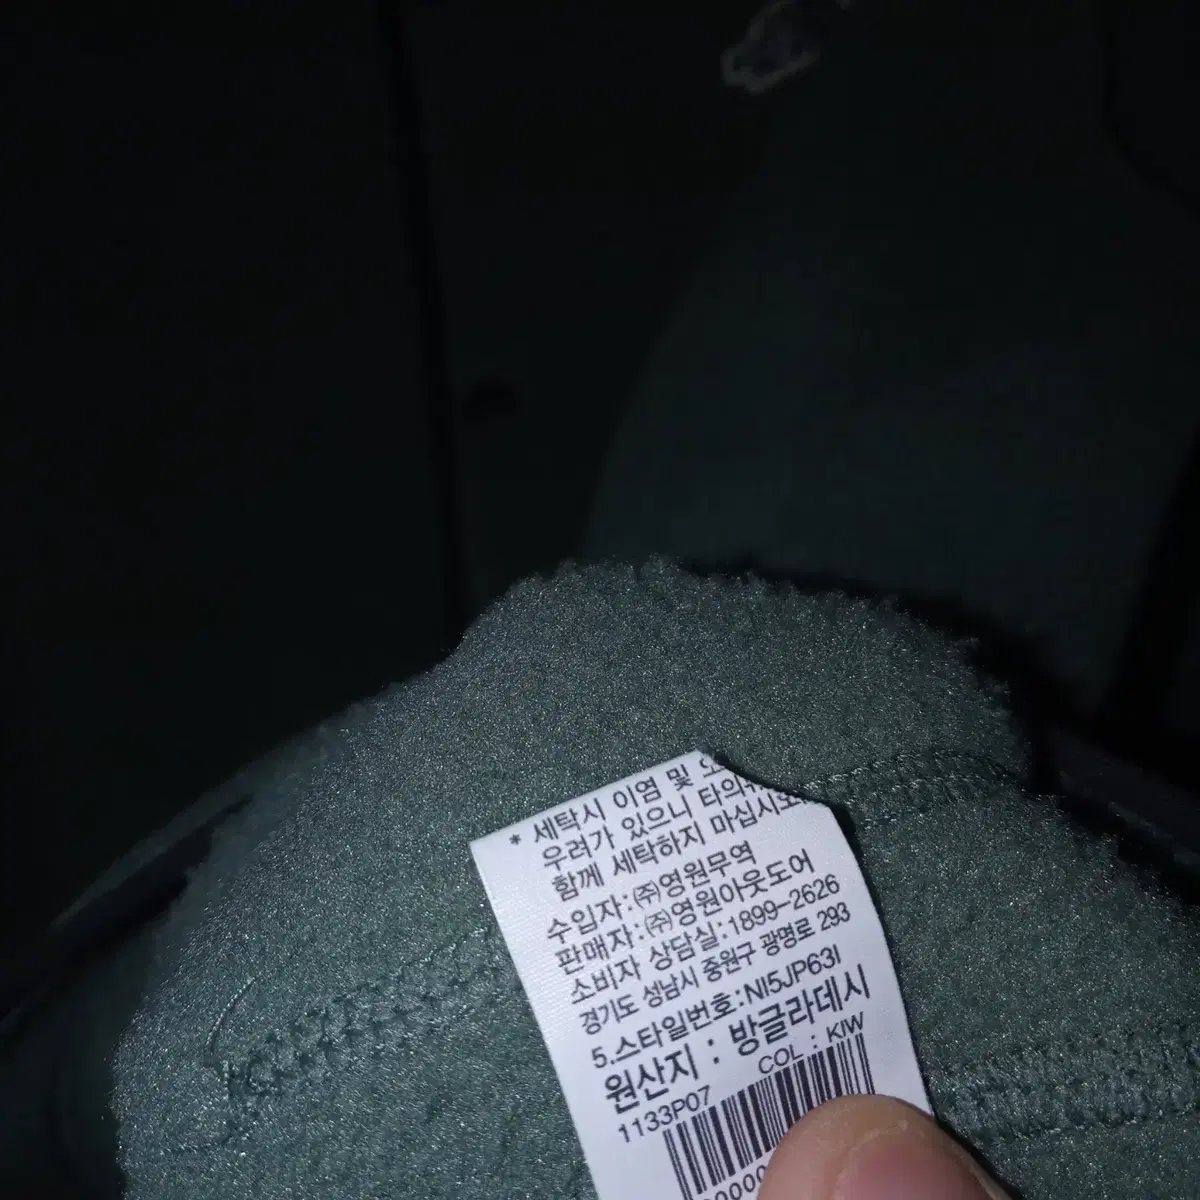 * 세탁시 이염 및
우려가 있으니
함께 세탁하지 마십시오
수입자:㈜영원무역
판매자:㈜영원아웃도어
소비자 상담실:1899-2626
경기도 성남시 중원구 광명로 293
5.스타일번호:NI5JP63I
원산지 : 방글라데시
1133P07 COL : KIW